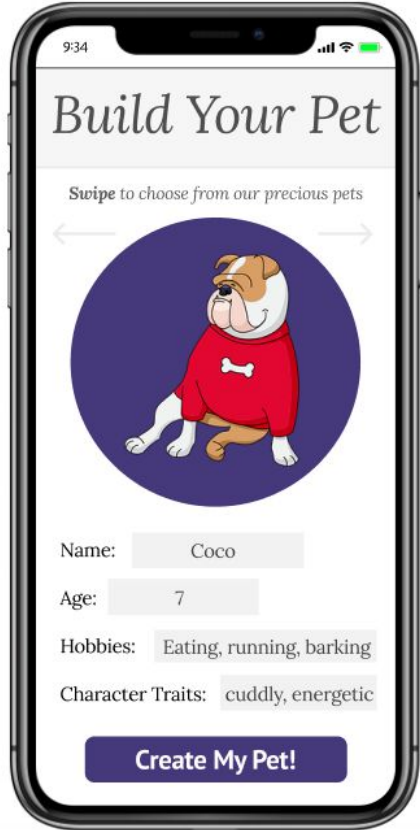 9:34
Build Your Pet
Swipe to choose from our precious pets
Name: Coco
Age: 7
Hobbies: Eating, running, barking
Character Traits: cuddly, energetic
Create My Pet!